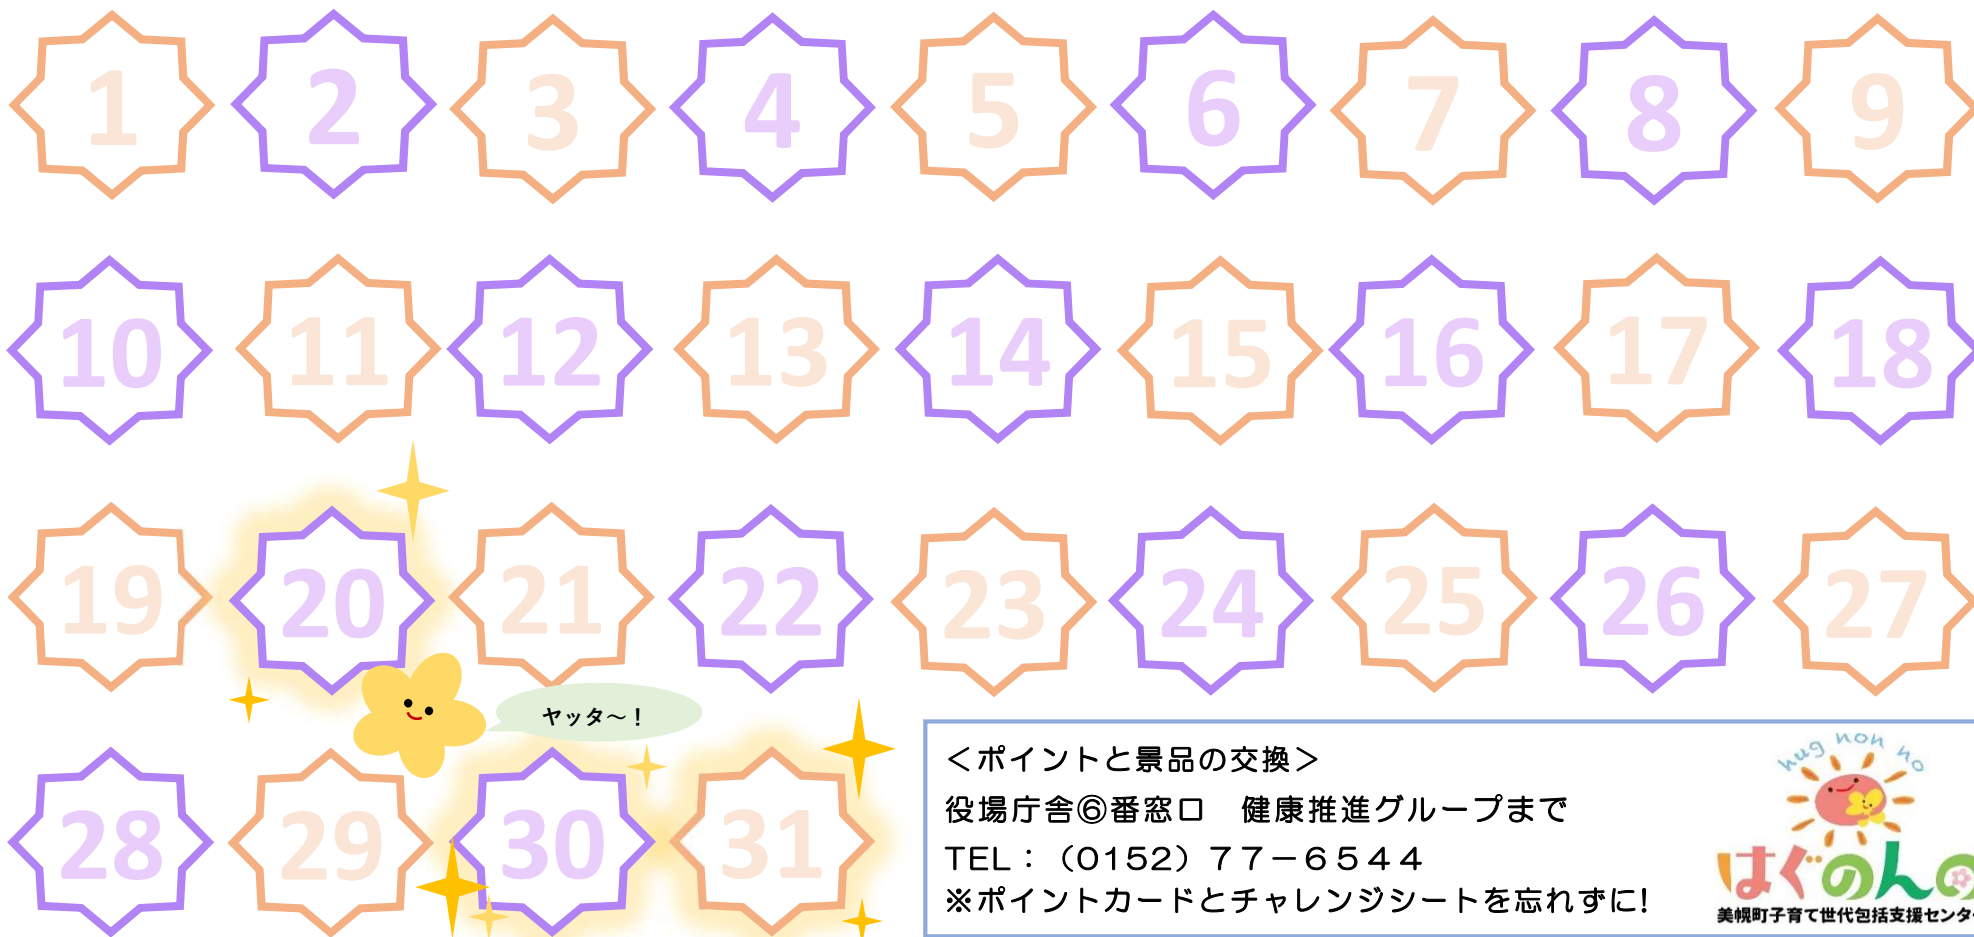 1 2 3 4 5 6 7 8 9
10 11 12 13 14 15 16 17 18
19 20 21 22 23 24 25 26 27
ヤッタ～！
28 29 30 31
＜ポイントと景品の交換＞
役場庁舎⑥番窓口　健康推進グループまで
TEL：（0152）77－6544
※ポイントカードとチャレンジシートを忘れずに!
hug non no
はぐのんの
美幌町子育て世代包括支援センター